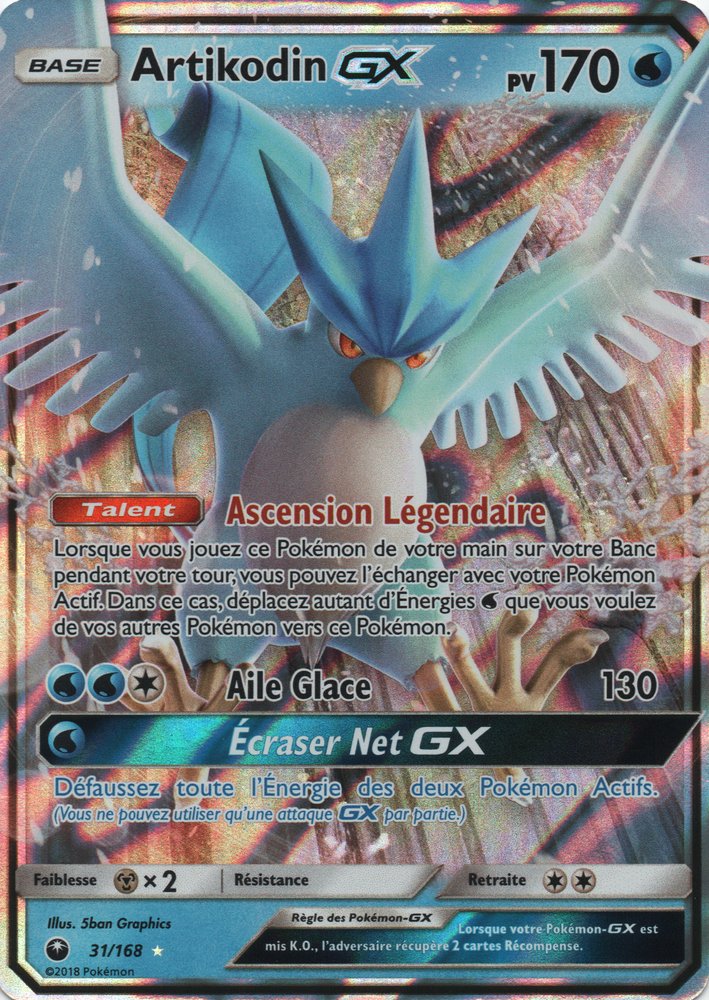 BASE Artikodin GX PV 170
Talent Ascension Légendaire
Lorsque vous jouez ce Pokémon de votre main sur votre Banc
pendant votre tour, vous pouvez l'échanger avec votre Pokémon
Actif. Dans ce cas, déplacez autant d'Énergies que vous voulez
de vos autres Pokémon vers ce Pokémon.
Aile Glace 130
Écraser Net GX
Défaussez toute l'Énergie des deux Pokémon Actifs.
(Vous ne pouvez utiliser qu'une attaque GX par partie.)
Faiblesse × 2 Résistance Retraite
Illus. 5ban Graphics
31/168
©2018 Pokémon
Règle des Pokémon-GX
Lorsque votre Pokémon-GX est
mis K.O., l'adversaire récupère 2 cartes Récompense.